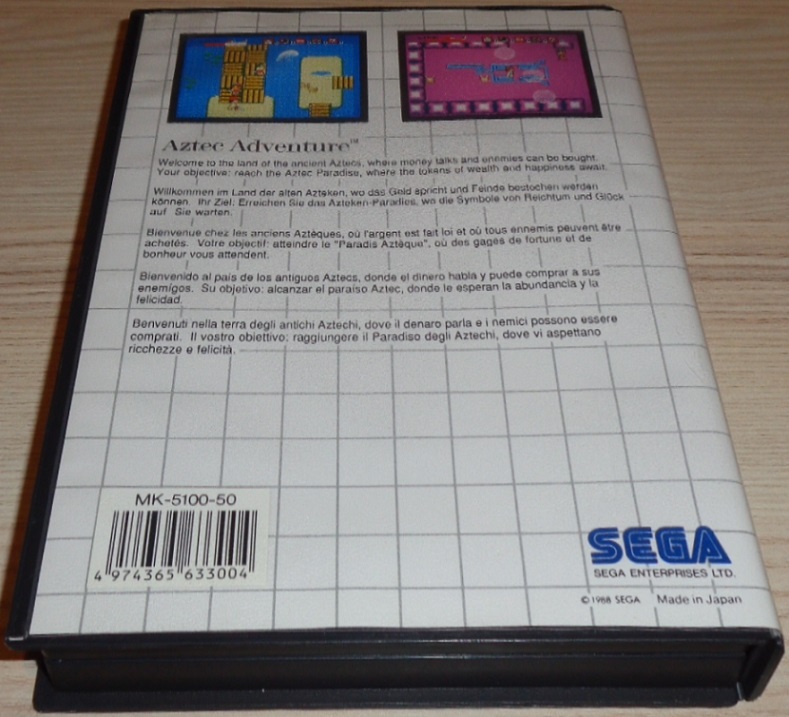 Aztec Adventure™
Welcome to the land of the ancient Aztecs, where money talks and enemies can be bought.
Your objective: reach the Aztec Paradise, where the tokens of wealth and happiness await.
Willkommen im Land der alten Azteken, wo das Geld spricht und Feinde bestochen werden
können. Ihr Ziel: Erreichen Sie das Azteken-Paradies, wo die Symbole von Reichtum und Glück
auf Sie warten.
Bienvenue chez les anciens Aztèques, où l'argent est fait loi et où tous ennemis peuvent être
achetés. Votre objectif: atteindre le "Paradis Aztèque", où des gages de fortune et de
bonheur vous attendent.
Bienvenido al país de los antiguos Aztecs, donde el dinero habla y puede comprar a sus
enemigos. Su objetivo: alcanzar el paraíso Aztec, donde le esperan la abundancia y la
felicidad.
Benvenuti nella terra degli antichi Aztechi, dove il denaro parla e i nemici possono essere
comprati. Il vostro obiettivo: raggiungere il Paradiso degli Aztechi, dove vi aspettano
ricchezze e felicità.
MK-5100-50
4 974365 633004
SEGA
SEGA ENTERPRISES LTD.
© 1988 SEGA Made in Japan